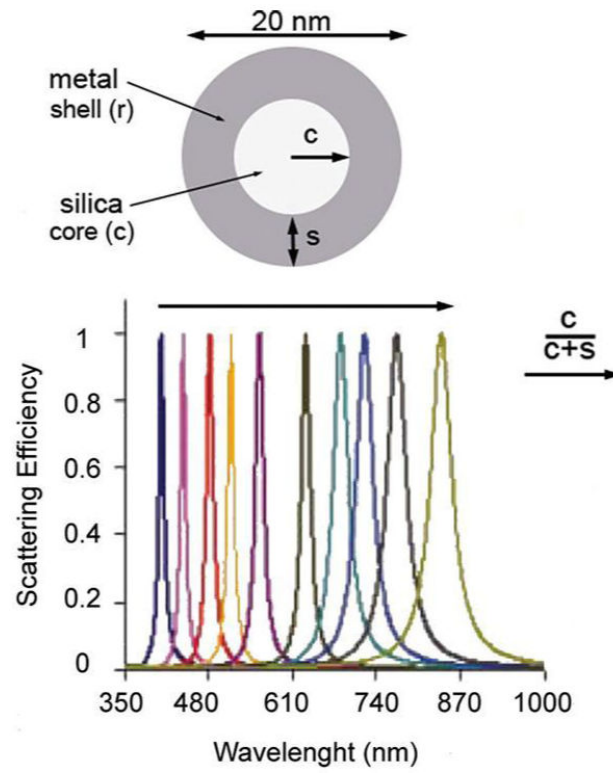 20 nm
metal
shell (r)
c
silica
core (c)
s
c
c+s
1
0.8
0.6
0.4
0.2
0
Scattering Efficiency
350 480 610 740 870 1000
Wavelenght (nm)